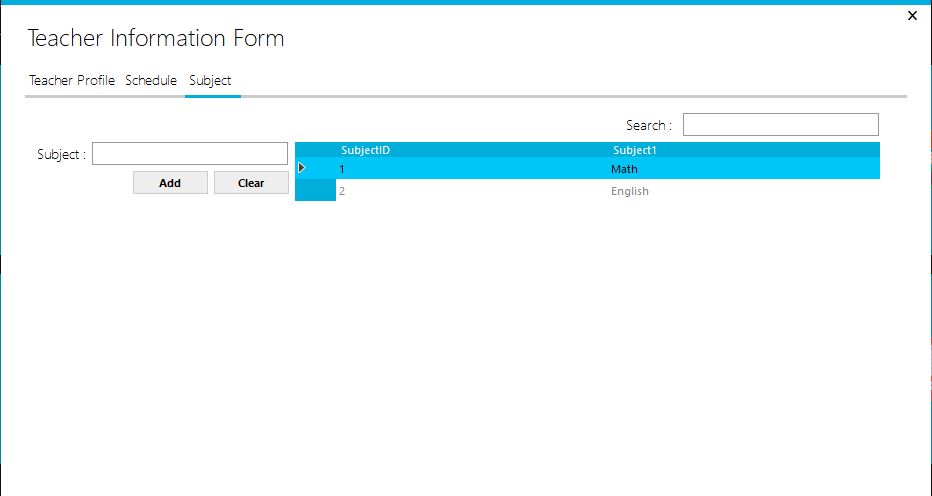 Teacher Information Form
Teacher Profile Schedule Subject
Search :
Subject :
Add Clear
SubjectID Subject1
1 Math
2 English